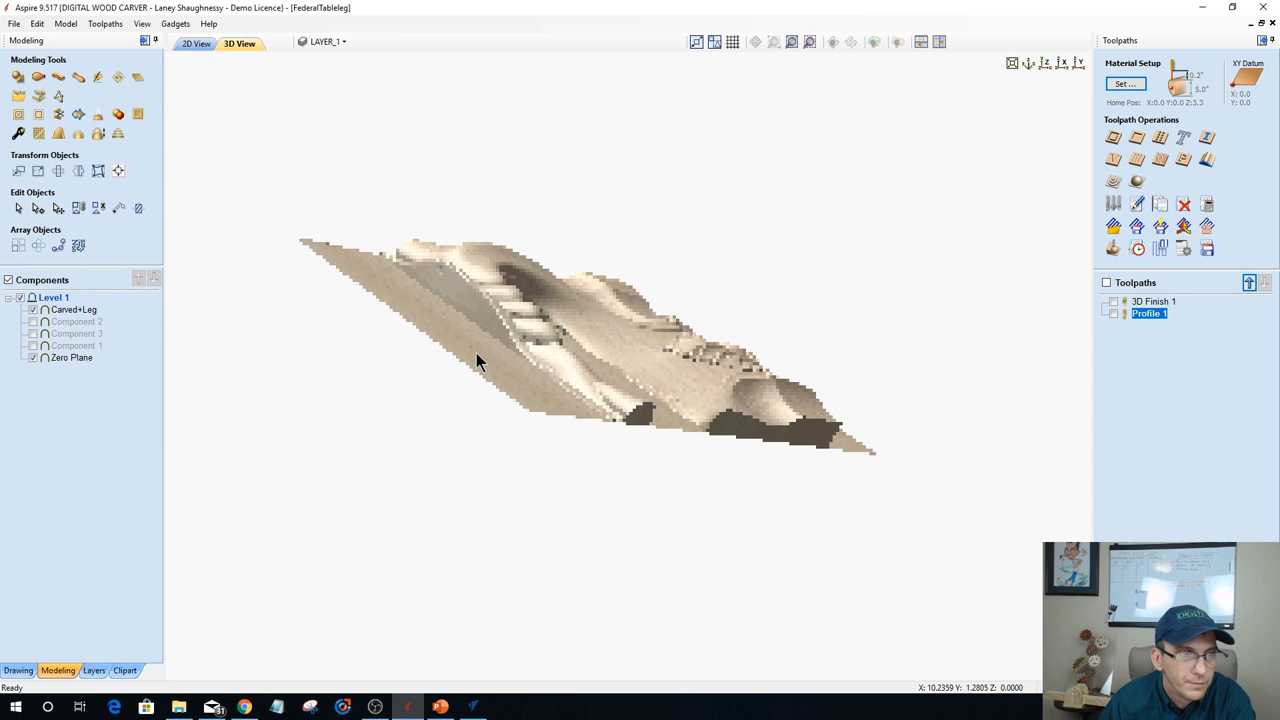 Aspire 9.517 (DIGITAL WOOD CARVER - Laney Shaughnessy - Demo Licence) - [FederalTableleg]
File Edit Model Toolpaths View Gadgets Help
Modeling
2D View 3D View LAYER_1
Toolpaths
Modeling Tools
Transform Objects
Edit Objects
Array Objects
Components
Level 1
Carved+Leg
Component 2
Component 3
Component 1
Zero Plane
Material Setup
Set ...
0.2"
5.0"
Home Pos: X:0.0 Y:0.0 Z:3.3
XY Datum
X: 0.0
Y: 0.0
Toolpath Operations
Toolpaths
3D Finish 1
Profile 1
Drawing Modeling Layers Clipart
Ready
X: 10.2359 Y: 1.2805 Z: 0.0000
31